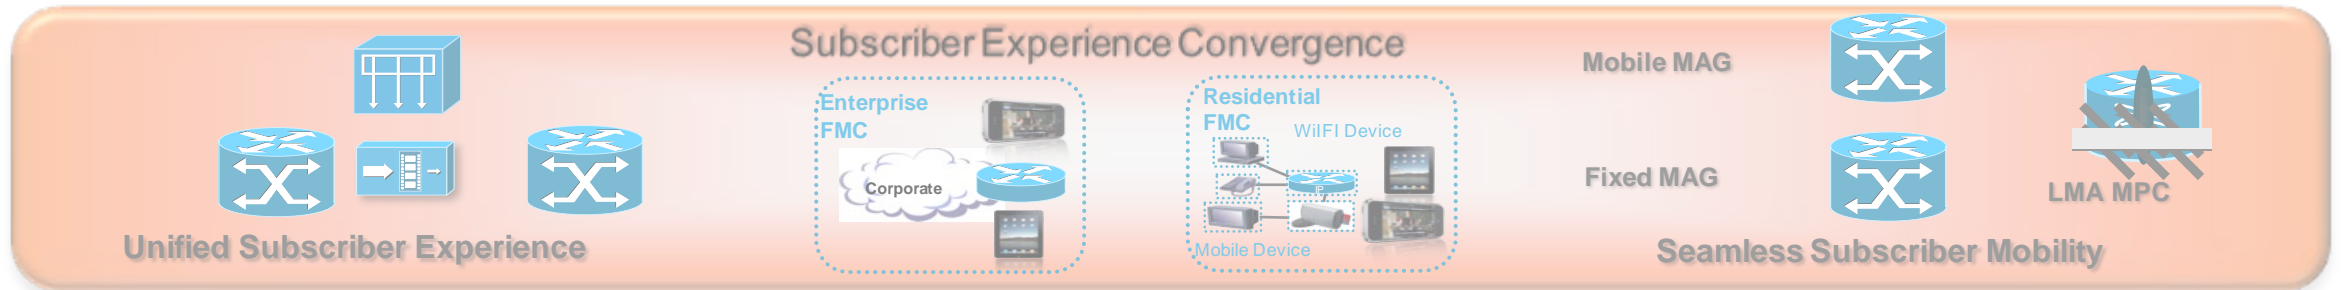 Subscriber Experience Convergence
Unified Subscriber Experience
Enterprise
FMC
Corporate
Residential
FMC
WiIFI Device
IP
Mobile Device
Mobile MAG
Fixed MAG
LMA MPC
Seamless Subscriber Mobility